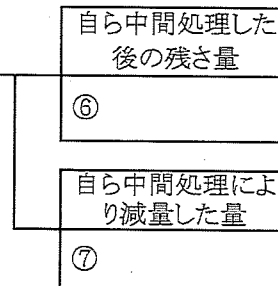 自ら中間処理した
後の残さ量
⑥
自ら中間処理によ
り減量した量
⑦